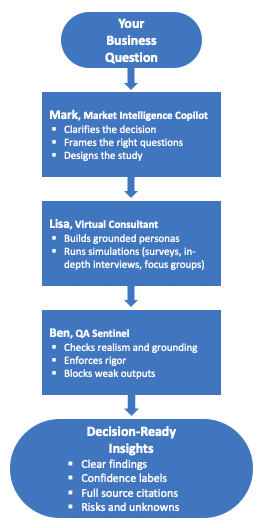 Your
Business
Question
Mark, Market Intelligence Copilot
▪ Clarifies the decision
▪ Frames the right questions
▪ Designs the study
Lisa, Virtual Consultant
▪ Builds grounded personas
▪ Runs simulations (surveys, in-
depth interviews, focus groups)
Ben, QA Sentinel
▪ Checks realism and grounding
▪ Enforces rigor
▪ Blocks weak outputs
Decision-Ready
Insights
▪ Clear findings
▪ Confidence labels
▪ Full source citations
▪ Risks and unknowns